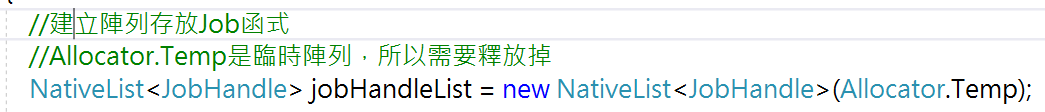 //建立陣列存放Job函式
//Allocator.Temp是臨時陣列，所以需要釋放掉
NativeList<JobHandle> jobHandleList = new NativeList<JobHandle>(Allocator.Temp);